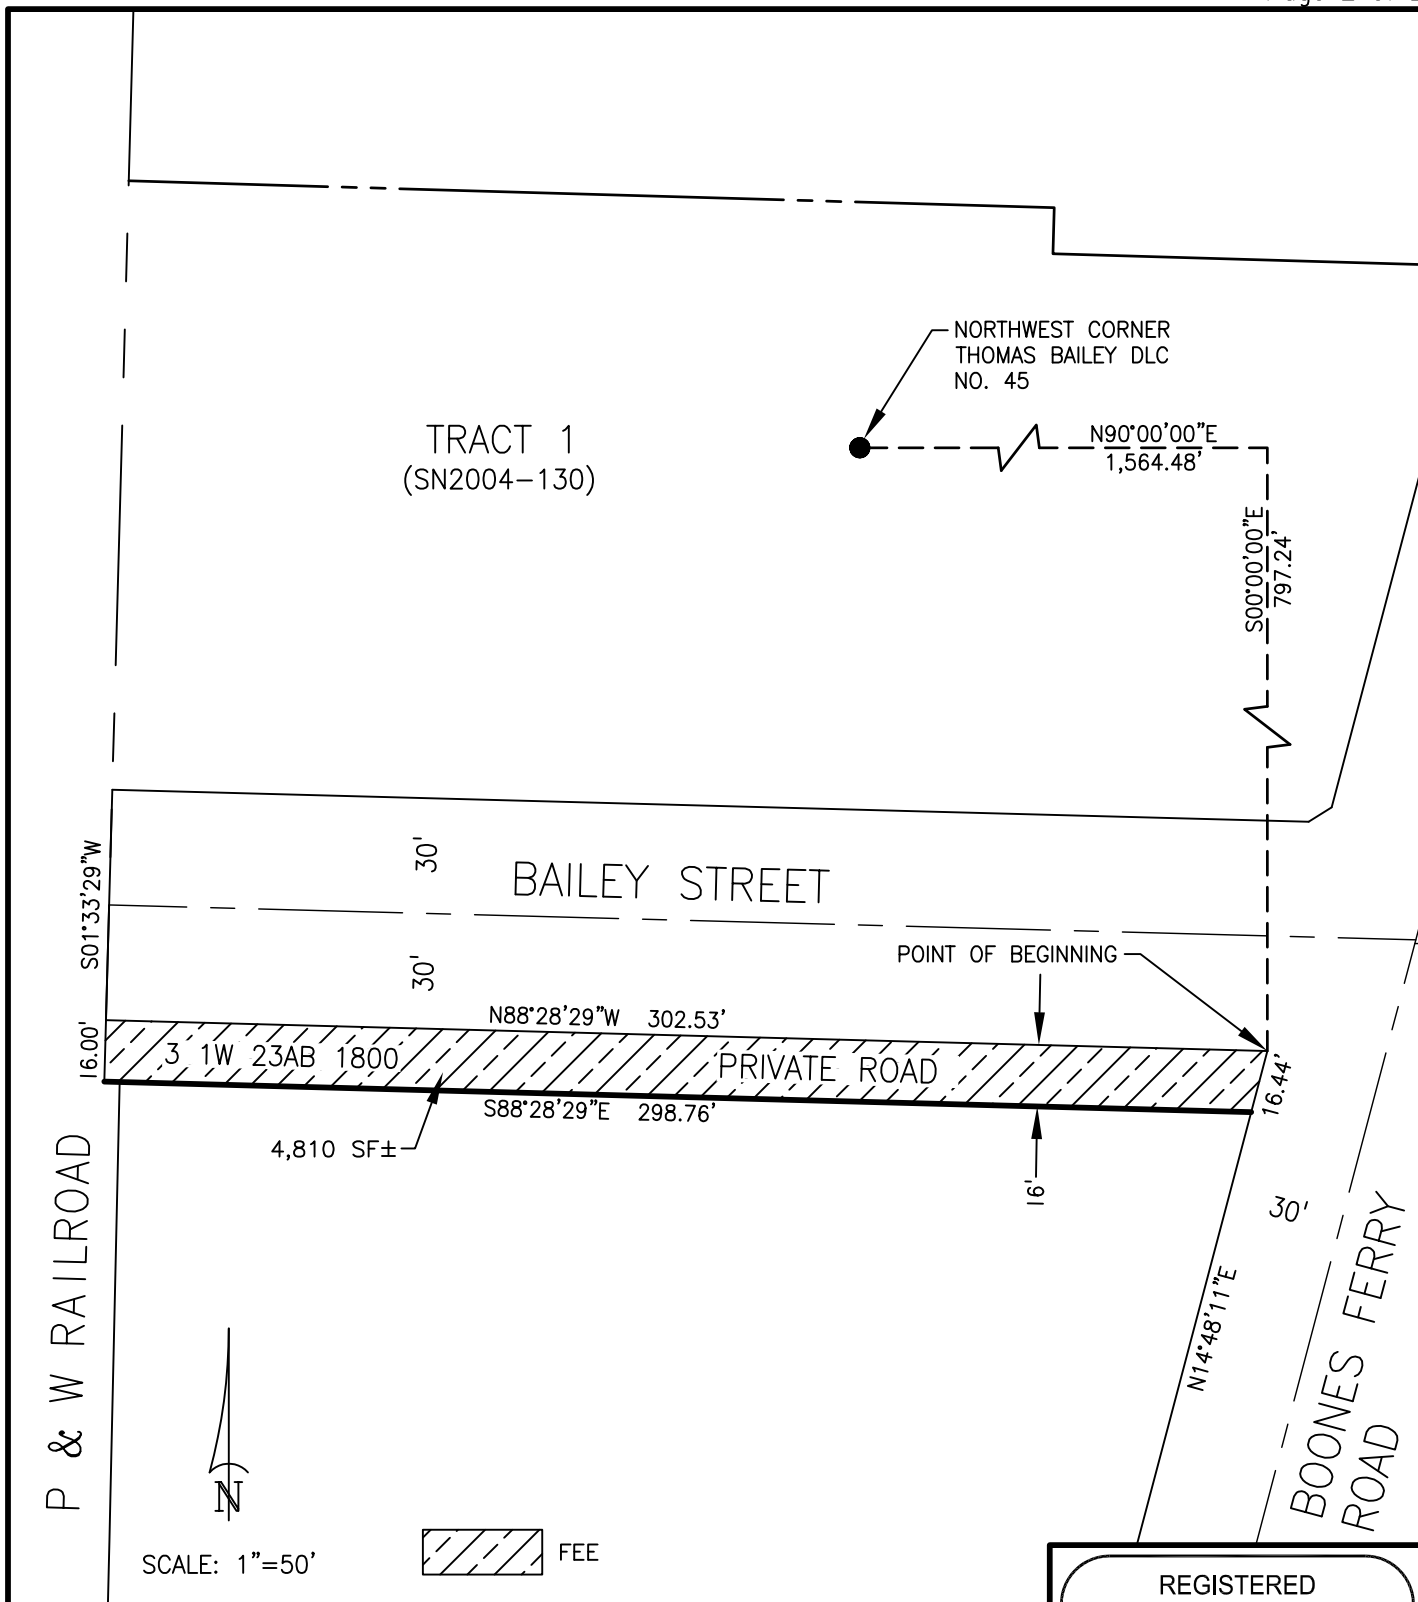 NORTHWEST CORNER
THOMAS BAILEY DLC
NO. 45
TRACT 1
(SN2004-130)
N90°00'00"E
1,564.48'
S00°00'00"E
797.24'
S01°33'29"W
30'
BAILEY STREET
30'
POINT OF BEGINNING
N88°28'29"W 302.53'
16.00'
3 1W 23AB 1800
PRIVATE ROAD
16.44'
S88°28'29"E 298.76'
4,810 SF±
16'
P & W RAILROAD
30'
N14°48'11"E
BOONES FERRY
ROAD
N
SCALE: 1"=50'
FEE
REGISTERED